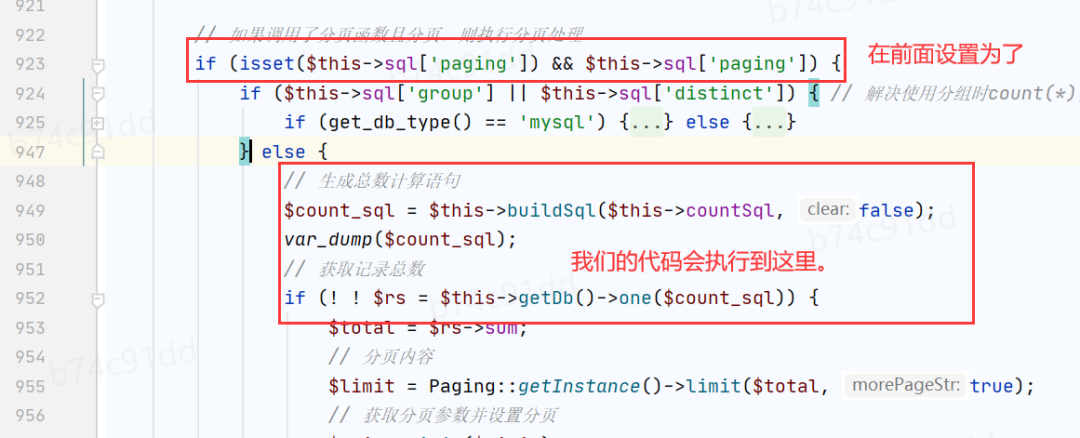 921
922 // 如果调用了分页函数且分页，则执行分页处理
923 if (isset($this->sql['paging']) && $this->sql['paging']) {
在前面设置为了
924 if ($this->sql['group'] || $this->sql['distinct']) { // 解决使用分组时count(*)
925 if (get_db_type() == 'mysql') {...} else {...}
947 } else {
948 // 生成总数计算语句
949 $count_sql = $this->buildSql($this->countSql, clear: false);
950 var_dump($count_sql);
951 // 获取记录总数
我们的代码会执行到这里。
952 if (! ! $rs = $this->getDb()->one($count_sql)) {
953 $total = $rs->sum;
954 // 分页内容
955 $limit = Paging::getInstance()->limit($total, morePageStr: true);
956 // 获取分页参数并设置分页
b74c91dd
b74c91dd
b74c91dd
b74c91dd
b74c91dd